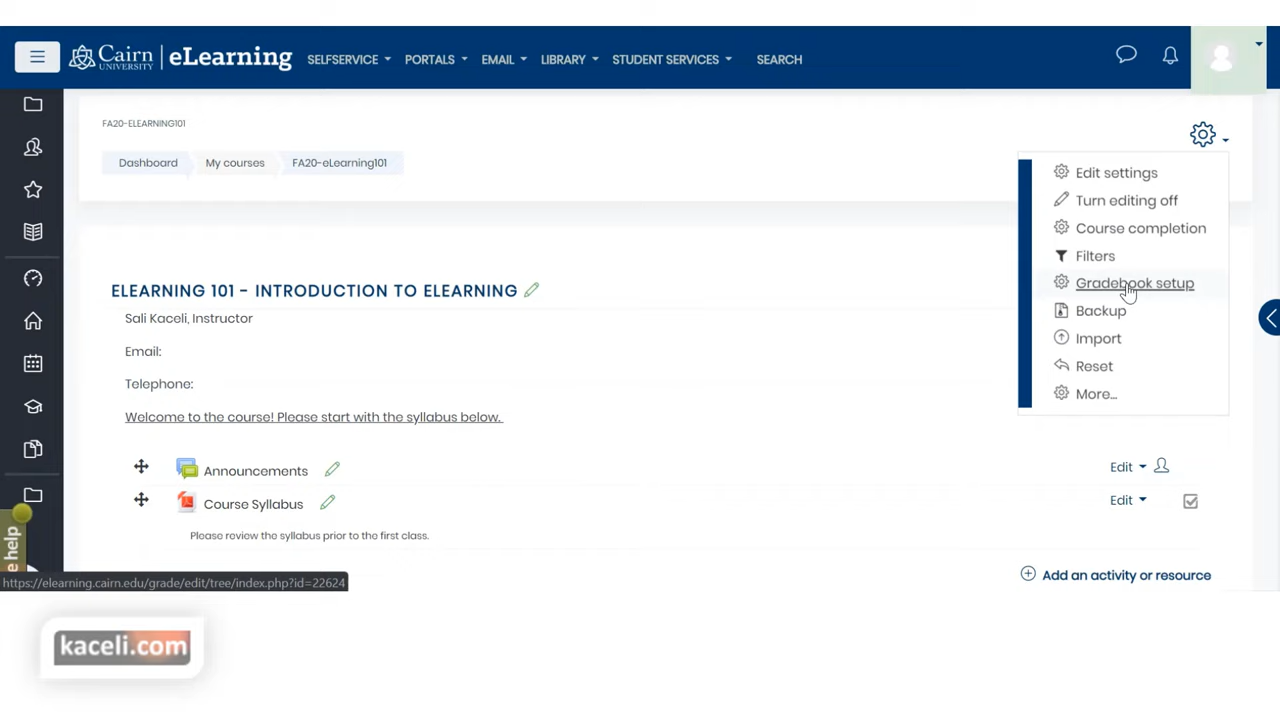 Cairn UNIVERSITY eLearning SELFSERVICE PORTALS EMAIL LIBRARY STUDENT SERVICES SEARCH
FA20-ELEARNING101
Dashboard My courses FA20-eLearning101
Edit settings
Turn editing off
Course completion
Filters
Gradebook setup
Backup
Import
Reset
More...
ELEARNING 101 - INTRODUCTION TO ELEARNING
Sali Kaceli, Instructor
Email:
Telephone:
Welcome to the course! Please start with the syllabus below.
Announcements Edit
Course Syllabus Edit
Please review the syllabus prior to the first class.
Add an activity or resource
help
https://elearning.cairn.edu/grade/edit/tree/index.php?id=22624
kaceli.com